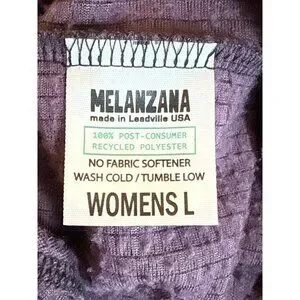 MELANZANA
made in Leadville USA
100% POST-CONSUMER
RECYCLED POLYESTER
NO FABRIC SOFTENER
WASH COLD / TUMBLE LOW
WOMENS L